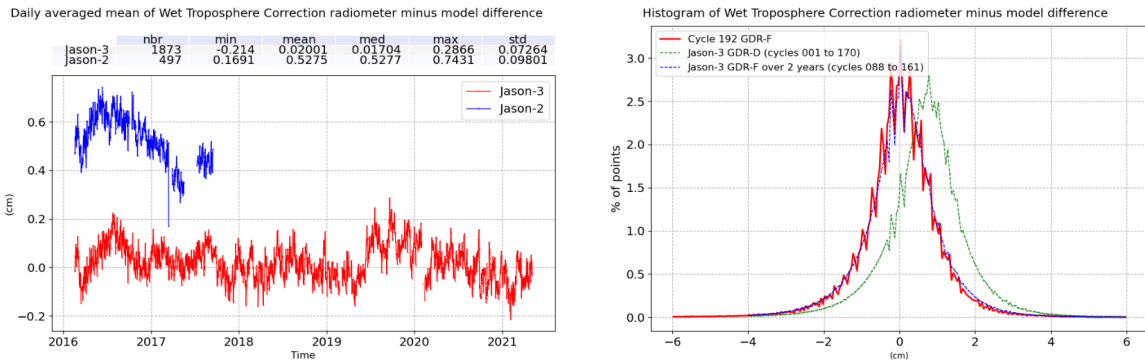 Daily averaged mean of Wet Troposphere Correction radiometer minus model difference
nbr min mean med max std
Jason-3 1873 -0.214 0.02001 0.01704 0.2866 0.07264
Jason-2 497 0.1691 0.5275 0.5277 0.7431 0.09801
Jason-3
Jason-2
0.6
0.4
0.2
0.0
−0.2
(cm)
2016 2017 2018 2019 2020 2021
Time
Histogram of Wet Troposphere Correction radiometer minus model difference
Cycle 192 GDR-F
Jason-3 GDR-D (cycles 001 to 170)
Jason-3 GDR-F over 2 years (cycles 088 to 161)
3.0
2.5
2.0
1.5
1.0
0.5
0.0
% of points
−6 −4 −2 0 2 4 6
(cm)